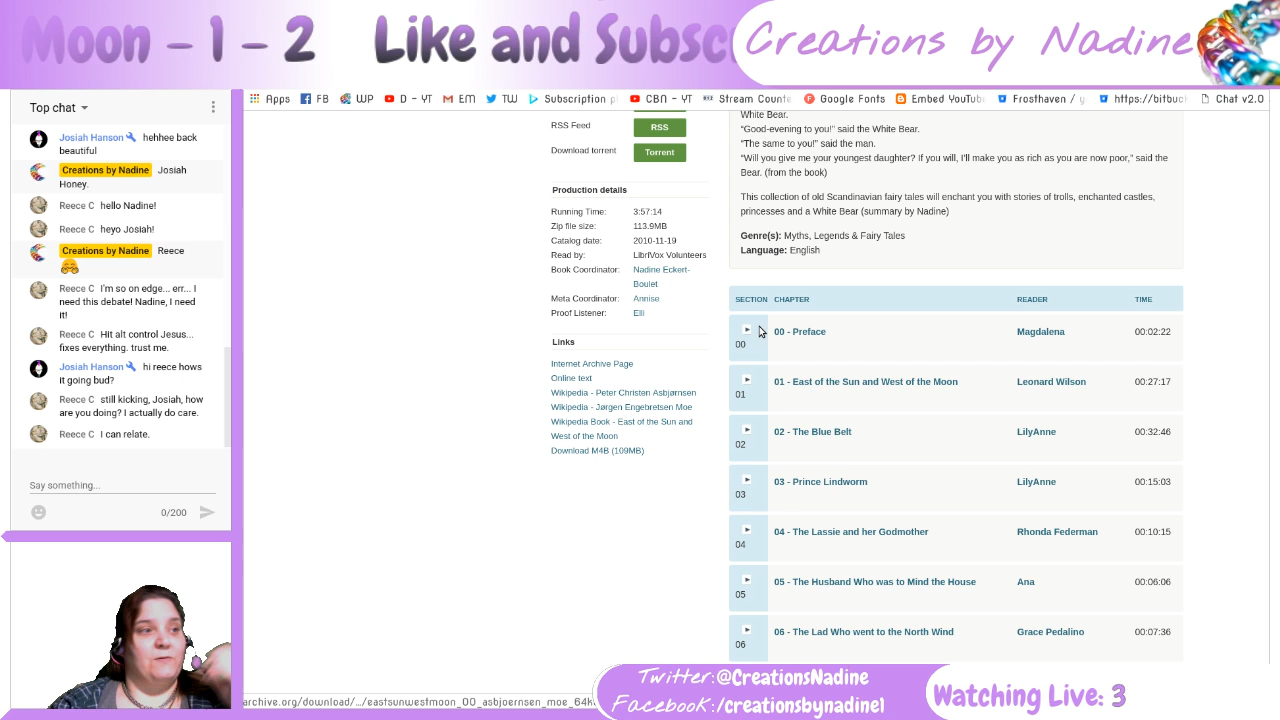 Moon - 1 - 2 Like and Subsc
Creations by Nadine
Top chat
Apps FB WP D - YT EM TW Subscription p CBN - YT Stream Counte Google Fonts Embed YouTub Frosthaven / g https://bitbuc Chat v2.0
Josiah Hanson hehhee back
beautiful
Creations by Nadine Josiah
Honey.
Reece C hello Nadine!
Reece C heyo Josiah!
Creations by Nadine Reece
Reece C I'm so on edge... err... I
need this debate! Nadine, I need
it!
Reece C Hit alt control Jesus...
fixes everything. trust me.
Josiah Hanson hi reece hows
it going bud?
Reece C still kicking, Josiah, how
are you doing? I actually do care.
Reece C I can relate.
Say something...
0/200
RSS Feed RSS
Download torrent Torrent
Production details
Running Time: 3:57:14
Zip file size: 113.9MB
Catalog date: 2010-11-19
Read by: LibriVox Volunteers
Book Coordinator: Nadine Eckert-
Boulet
Meta Coordinator: Annise
Proof Listener: Elli
Links
Internet Archive Page
Online text
Wikipedia - Peter Christen Asbjørnsen
Wikipedia - Jørgen Engebretsen Moe
Wikipedia Book - East of the Sun and
West of the Moon
Download M4B (109MB)
White Bear.
“Good-evening to you!” said the White Bear.
“The same to you!” said the man.
“Will you give me your youngest daughter? If you will, I'll make you as rich as you are now poor,” said the
Bear. (from the book)
This collection of old Scandinavian fairy tales will enchant you with stories of trolls, enchanted castles,
princesses and a White Bear (summary by Nadine)
Genre(s): Myths, Legends & Fairy Tales
Language: English
SECTION CHAPTER READER TIME
00 00 - Preface Magdalena 00:02:22
01 01 - East of the Sun and West of the Moon Leonard Wilson 00:27:17
02 02 - The Blue Belt LilyAnne 00:32:46
03 03 - Prince Lindworm LilyAnne 00:15:03
04 04 - The Lassie and her Godmother Rhonda Federman 00:10:15
05 05 - The Husband Who was to Mind the House Ana 00:06:06
06 06 - The Lad Who went to the North Wind Grace Pedalino 00:07:36
archive.org/download/…/eastsunwestmoon_00_asbjoernsen_moe_64k
Twitter:@CreationsNadine
Facebook:/creationsbynadine1
Watching Live: 3